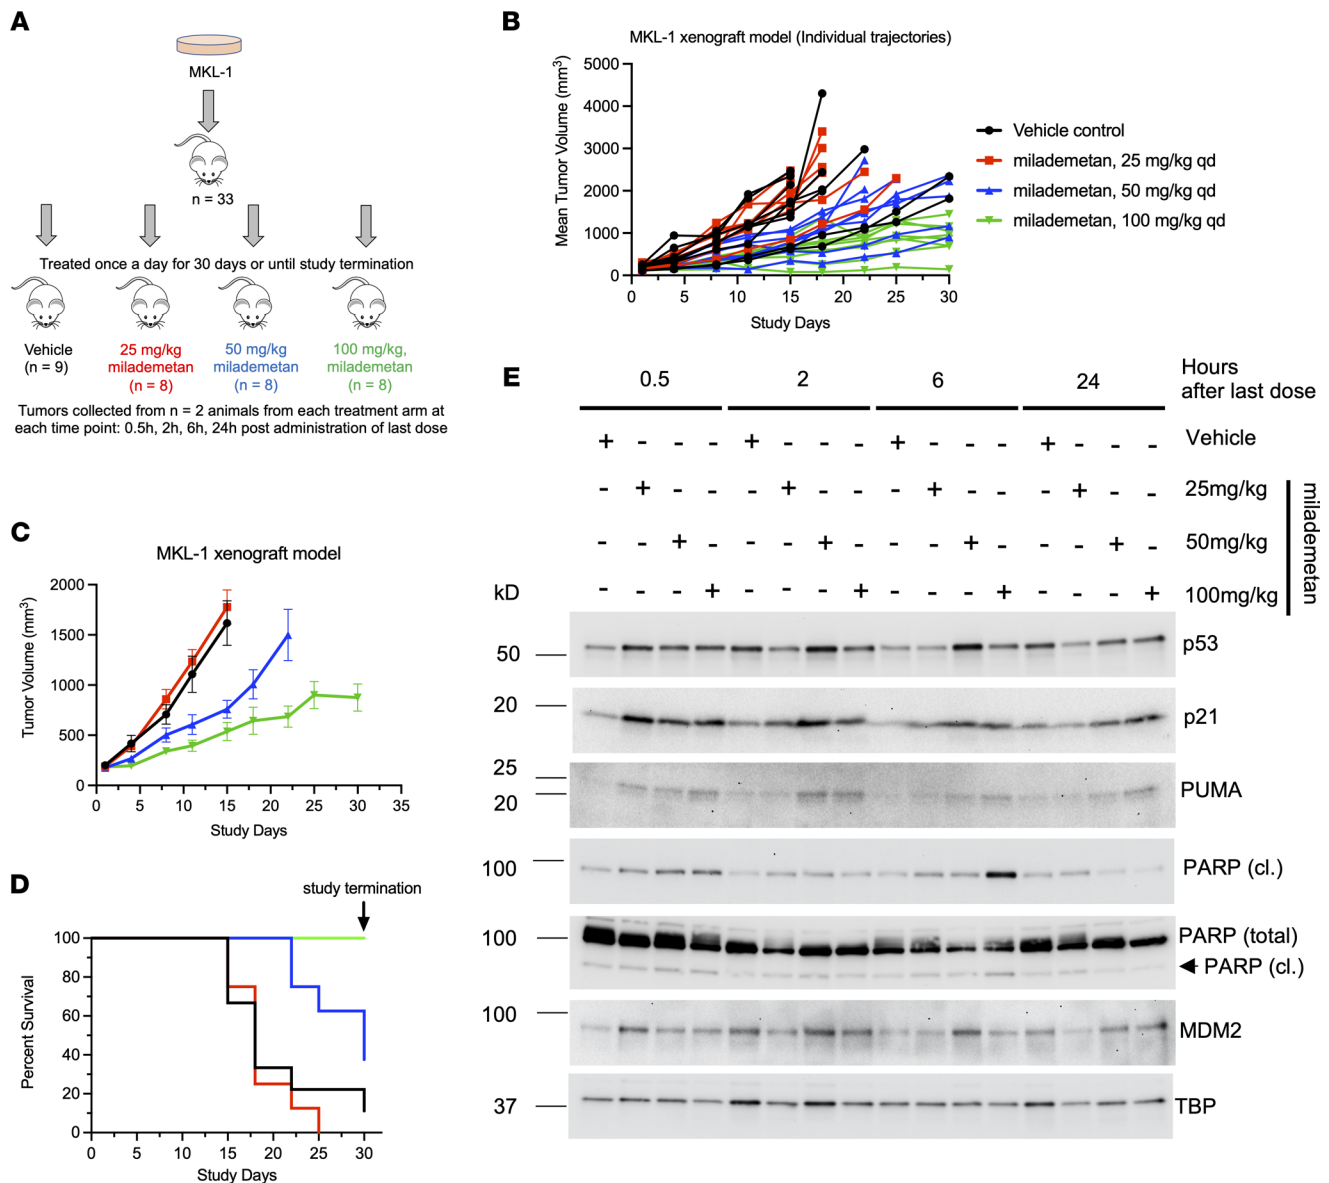 A
MKL-1
n = 33
Treated once a day for 30 days or until study termination
Vehicle
(n = 9)
25 mg/kg
milademetan
(n = 8)
50 mg/kg
milademetan
(n = 8)
100 mg/kg,
milademetan
(n = 8)
Tumors collected from n = 2 animals from each treatment arm at
each time point: 0.5h, 2h, 6h, 24h post administration of last dose
B
MKL-1 xenograft model (Individual trajectories)
Mean Tumor Volume (mm³)
5000
4000
3000
2000
1000
0
0 5 10 15 20 25 30
Study Days
Vehicle control
milademetan, 25 mg/kg qd
milademetan, 50 mg/kg qd
milademetan, 100 mg/kg qd
C
MKL-1 xenograft model
Tumor Volume (mm³)
2000
1500
1000
500
0
0 5 10 15 20 25 30 35
Study Days
D
study termination
Percent Survival
100
80
60
40
20
0
0 5 10 15 20 25 30
Study Days
E
0.5 2 6 24 Hours
after last dose
+ - - - + - - - + - - - + - - - Vehicle
- + - - - + - - - + - - - + - - 25mg/kg
- - + - - - + - - - + - - - + - 50mg/kg
- - - + - - - + - - - + - - - + 100mg/kg
milademetan
kD
50 p53
20 p21
25
20 PUMA
100 PARP (cl.)
100 PARP (total)
PARP (cl.)
100 MDM2
37 TBP